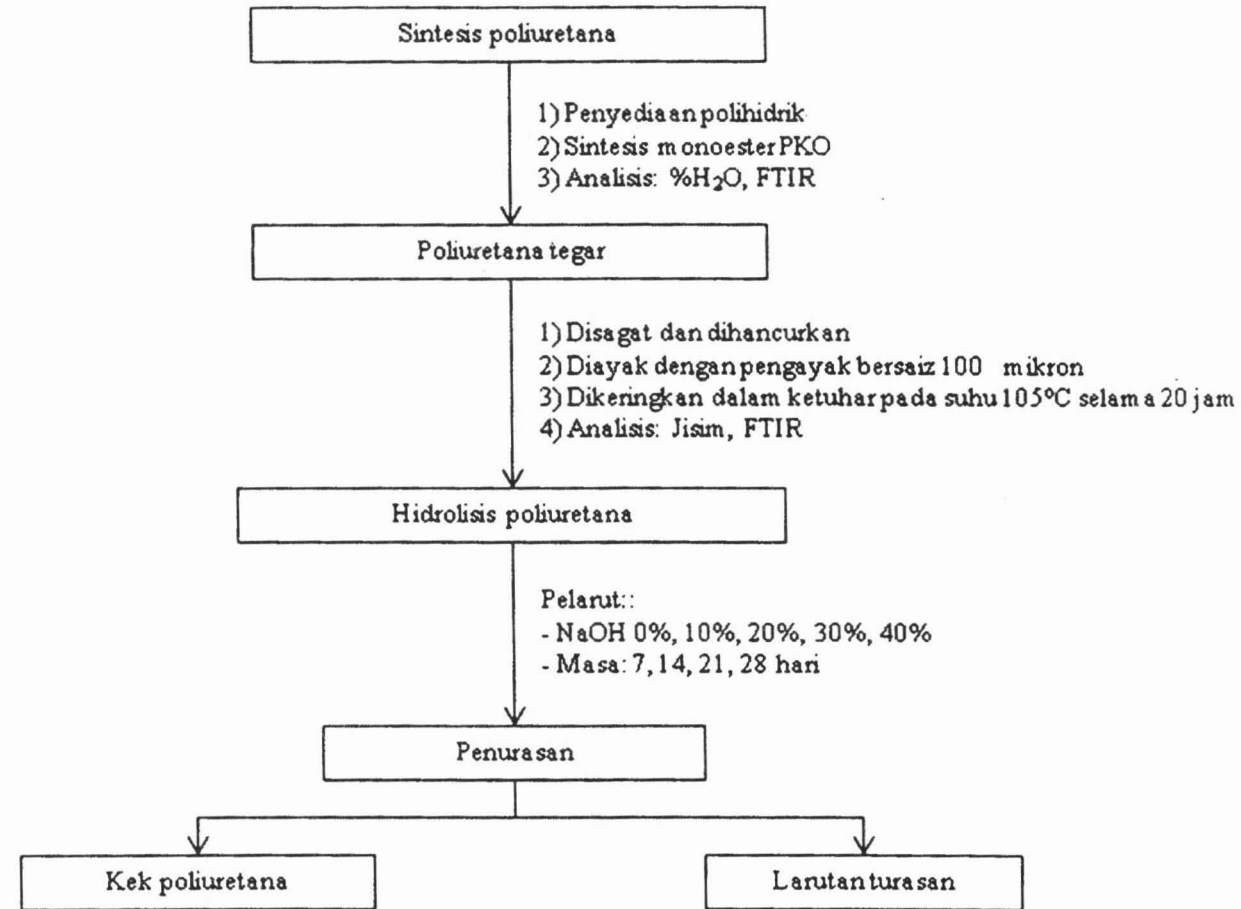 Sintesis poliuretana
1) Penyediaan polihidrik
2) Sintesis monoester PKO
3) Analisis: %H₂O, FTIR
Poliuretana tegar
1) Disagat dan dihancurkan
2) Diayak dengan pengayak bersaiz 100 mikron
3) Dikeringkan dalam ketuhar pada suhu 105°C selama 20 jam
4) Analisis: Jisim, FTIR
Hidrolisis poliuretana
Pelarut::
- NaOH 0%, 10%, 20%, 30%, 40%
- Masa: 7, 14, 21, 28 hari
Penurasan
Kek poliuretana
Larutan turasan